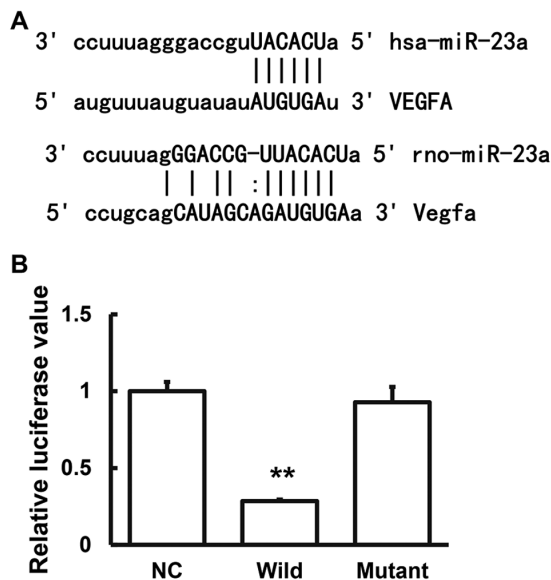 A
3' ccuuuagggaccguUACACUa 5' hsa-miR-23a
||||||
5' auguuuauguauauAUGUGAu 3' VEGFA
3' ccuuuagGGACCG-UUACACUa 5' rno-miR-23a
| | || :||||||
5' ccugcagCAUAGCAGAUGUGAa 3' Vegfa
B
Relative luciferase value
1.5
1
0.5
0
**
NC Wild Mutant